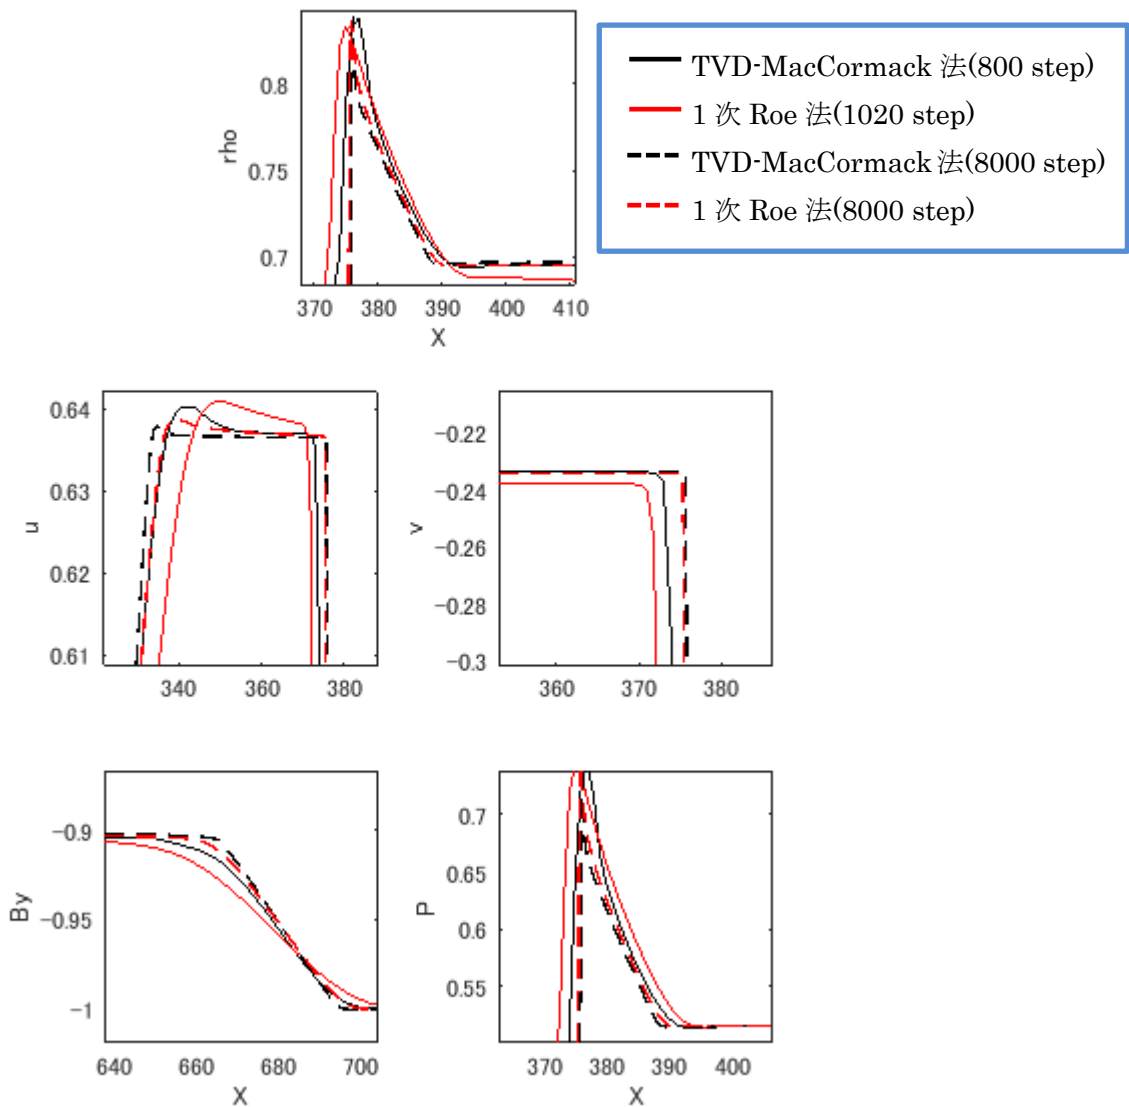 TVD-MacCormack 法(800 step)
1 次 Roe 法(1020 step)
TVD-MacCormack 法(8000 step)
1 次 Roe 法(8000 step)
0.8
0.75
0.7
rho
370 380 390 400 410
X
0.64
0.63
0.62
0.61
u
340 360 380
−0.22
−0.24
−0.26
−0.28
−0.3
v
360 370 380
−0.9
−0.95
−1
By
640 660 680 700
X
0.7
0.65
0.6
0.55
P
370 380 390 400
X